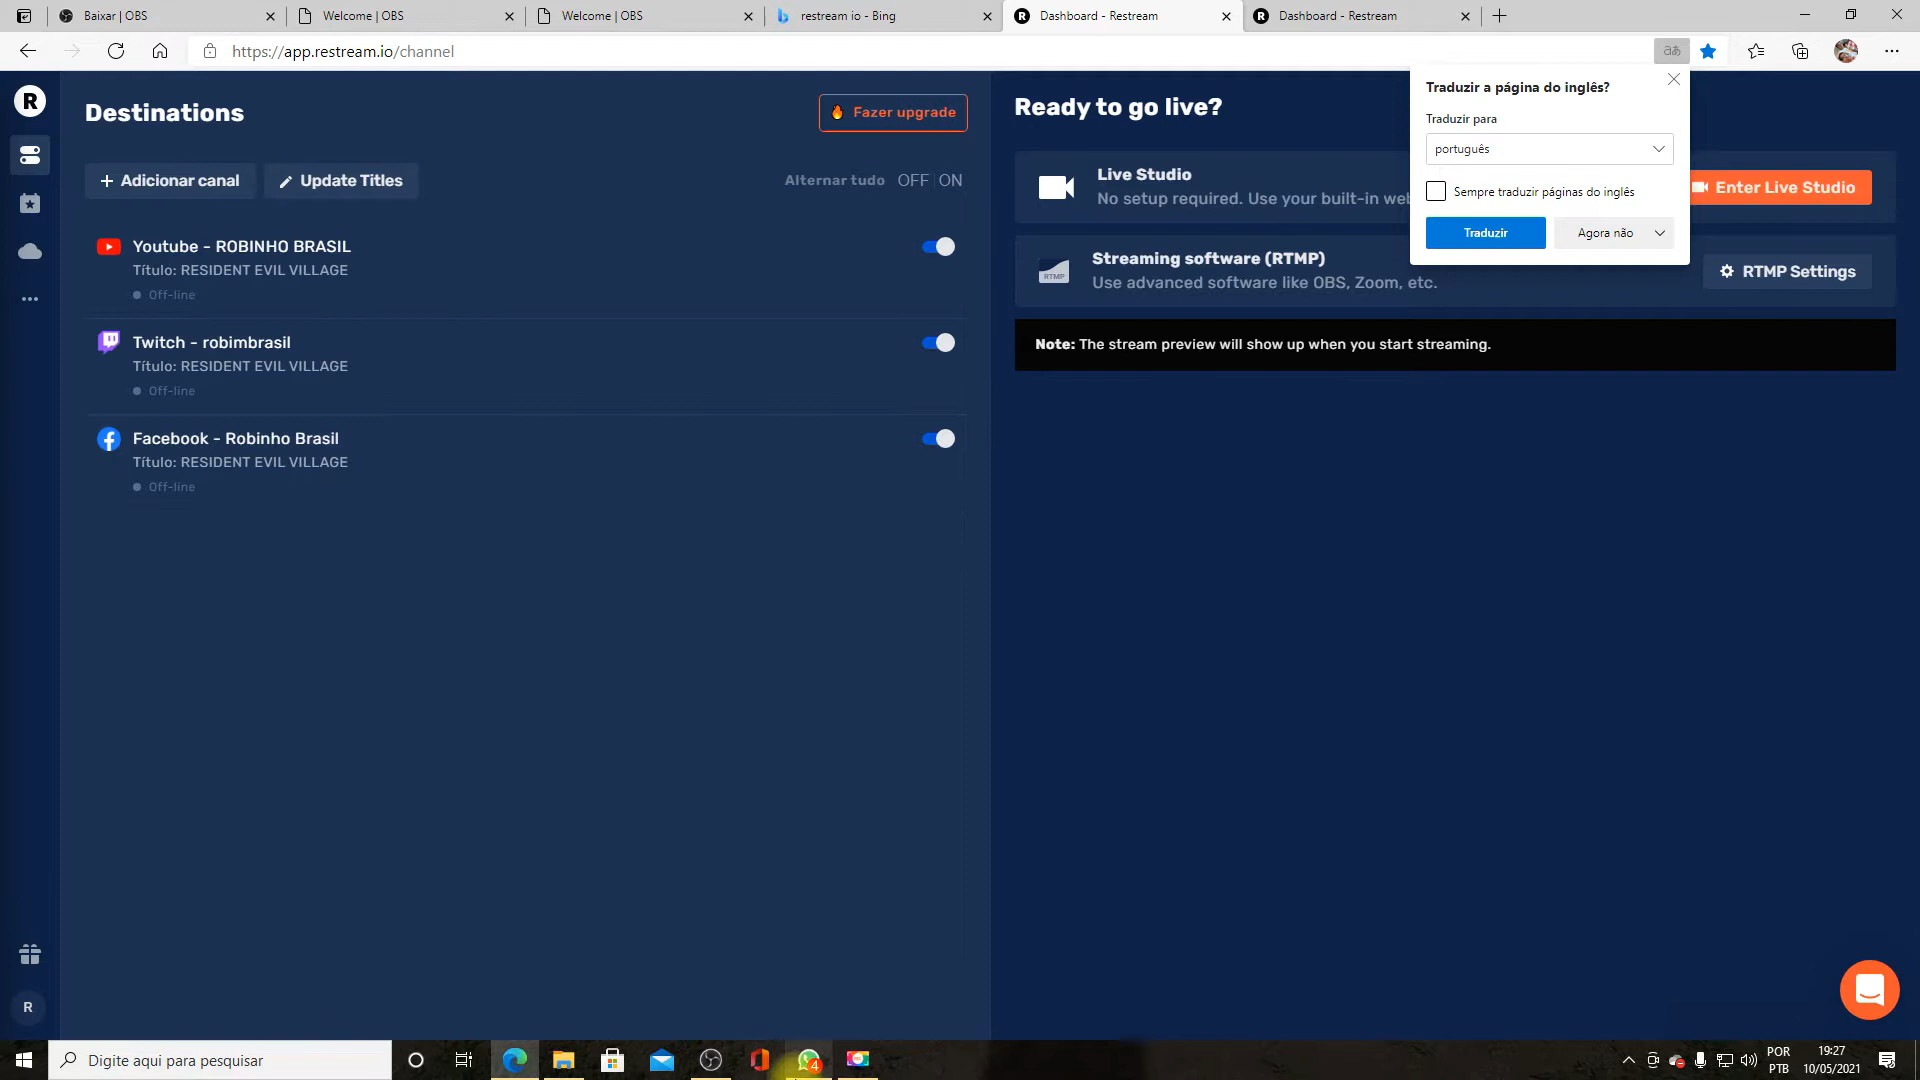 Baixar | OBS
Welcome | OBS
Welcome | OBS
restream io - Bing
Dashboard - Restream
Dashboard - Restream
https://app.restream.io/channel
Destinations
Fazer upgrade
Adicionar canal
Update Titles
Alternar tudo OFF ON
Youtube - ROBINHO BRASIL
Título: RESIDENT EVIL VILLAGE
Off-line
Twitch - robimbrasil
Título: RESIDENT EVIL VILLAGE
Off-line
Facebook - Robinho Brasil
Título: RESIDENT EVIL VILLAGE
Off-line
R
R
Ready to go live?
Live Studio
No setup required. Use your built-in
Enter Live Studio
Streaming software (RTMP)
Use advanced software like OBS, Zoom, etc.
RTMP
RTMP Settings
Note: The stream preview will show up when you start streaming.
Traduzir a página do inglês?
Traduzir para
português
Sempre traduzir páginas do inglês
Traduzir
Agora não
Digite aqui para pesquisar
4
POR
PTB
19:27
10/05/2021